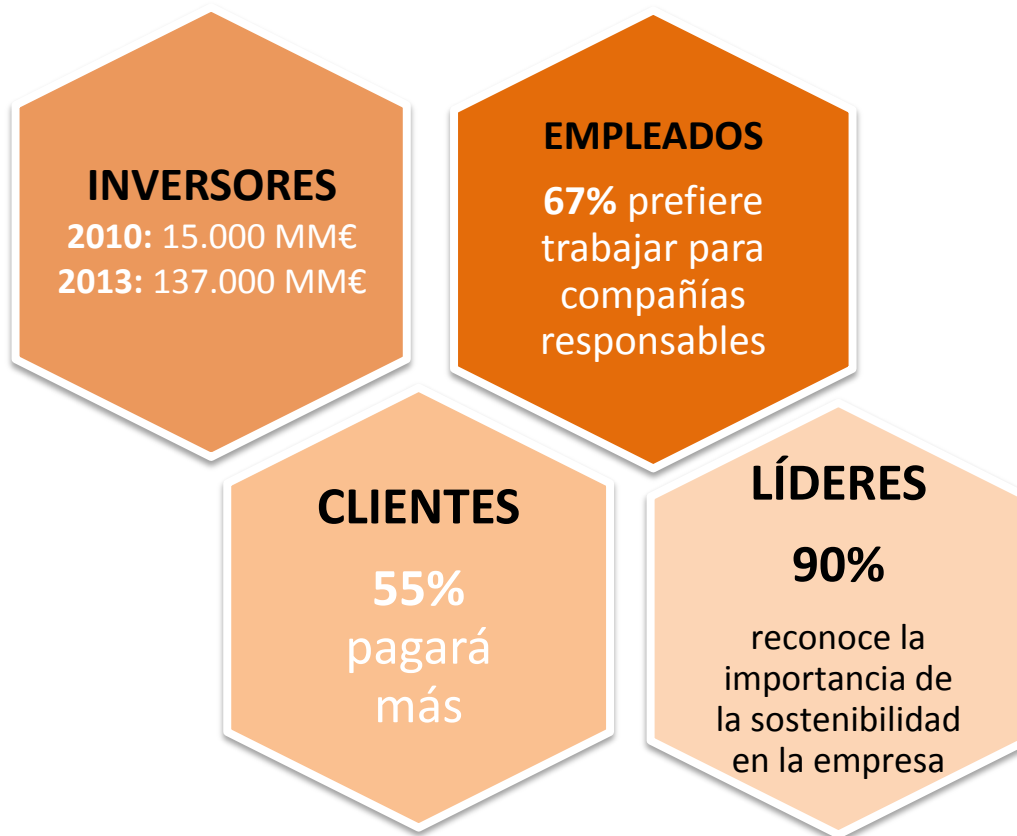 INVERSORES
2010: 15.000 MM€
2013: 137.000 MM€
EMPLEADOS
67% prefiere
trabajar para
compañías
responsables
CLIENTES
55%
pagará
más
LÍDERES
90%
reconoce la
importancia de
la sostenibilidad
en la empresa